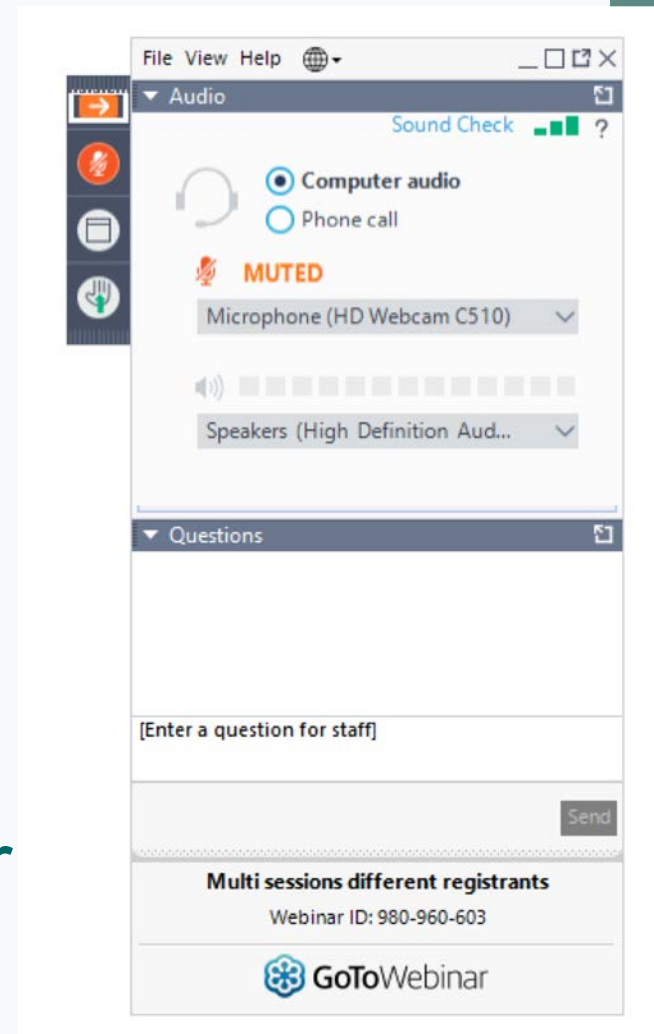 File View Help
Audio
Sound Check ?
Computer audio
Phone call
MUTED
Microphone (HD Webcam C510)
Speakers (High Definition Aud...
Questions
[Enter a question for staff]
Send
Multi sessions different registrants
Webinar ID: 980-960-603
GoToWebinar